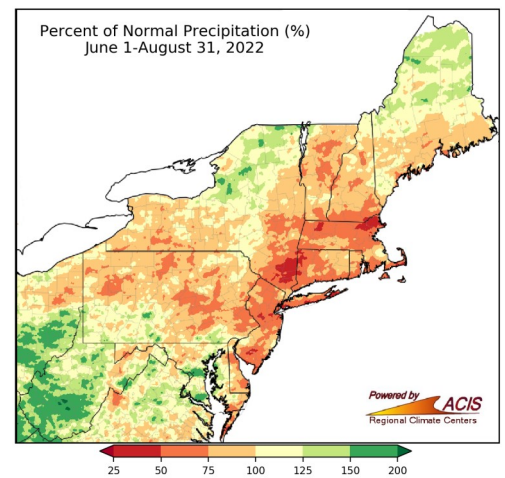 Percent of Normal Precipitation (%)
June 1-August 31, 2022
Powered by
ACIS
Regional Climate Centers
25 50 75 100 125 150 200